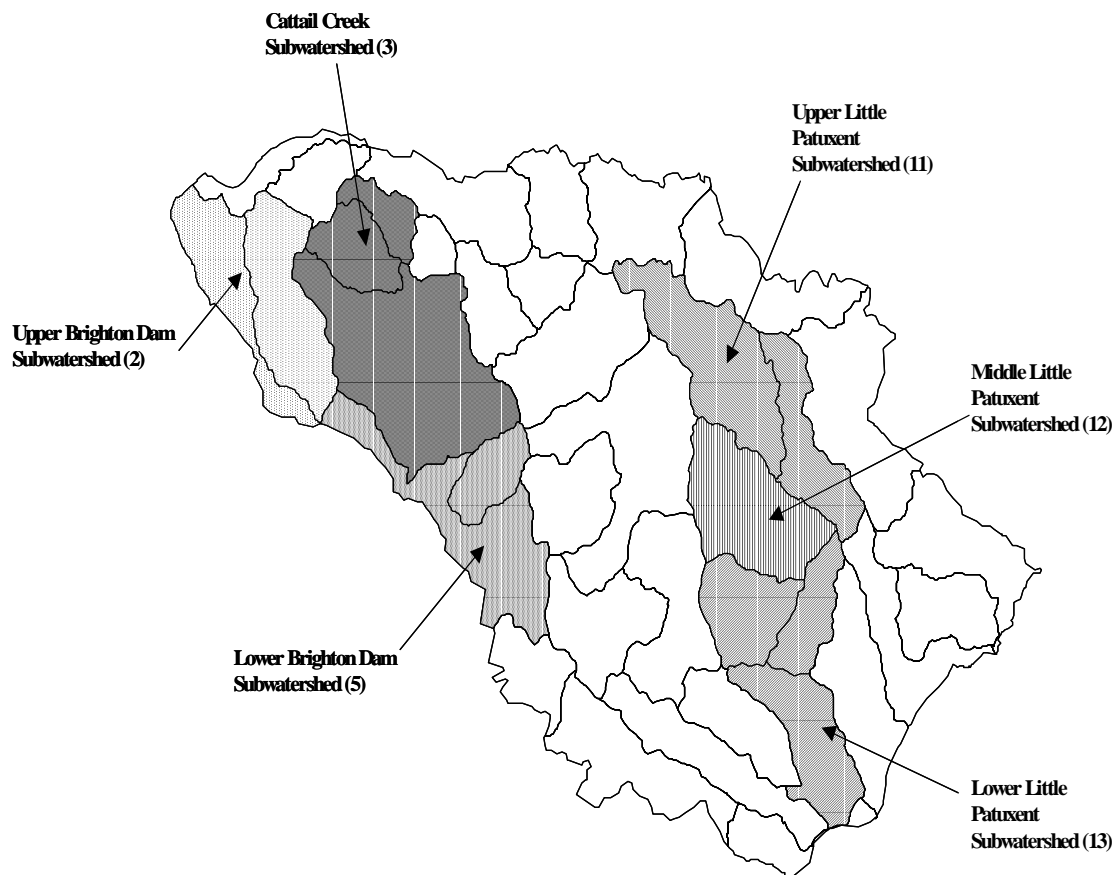 Cattail Creek
Subwatershed (3)
Upper Little
Patuxent
Subwatershed (11)
Upper Brighton Dam
Subwatershed (2)
Middle Little
Patuxent
Subwatershed (12)
Lower Brighton Dam
Subwatershed (5)
Lower Little
Patuxent
Subwatershed (13)